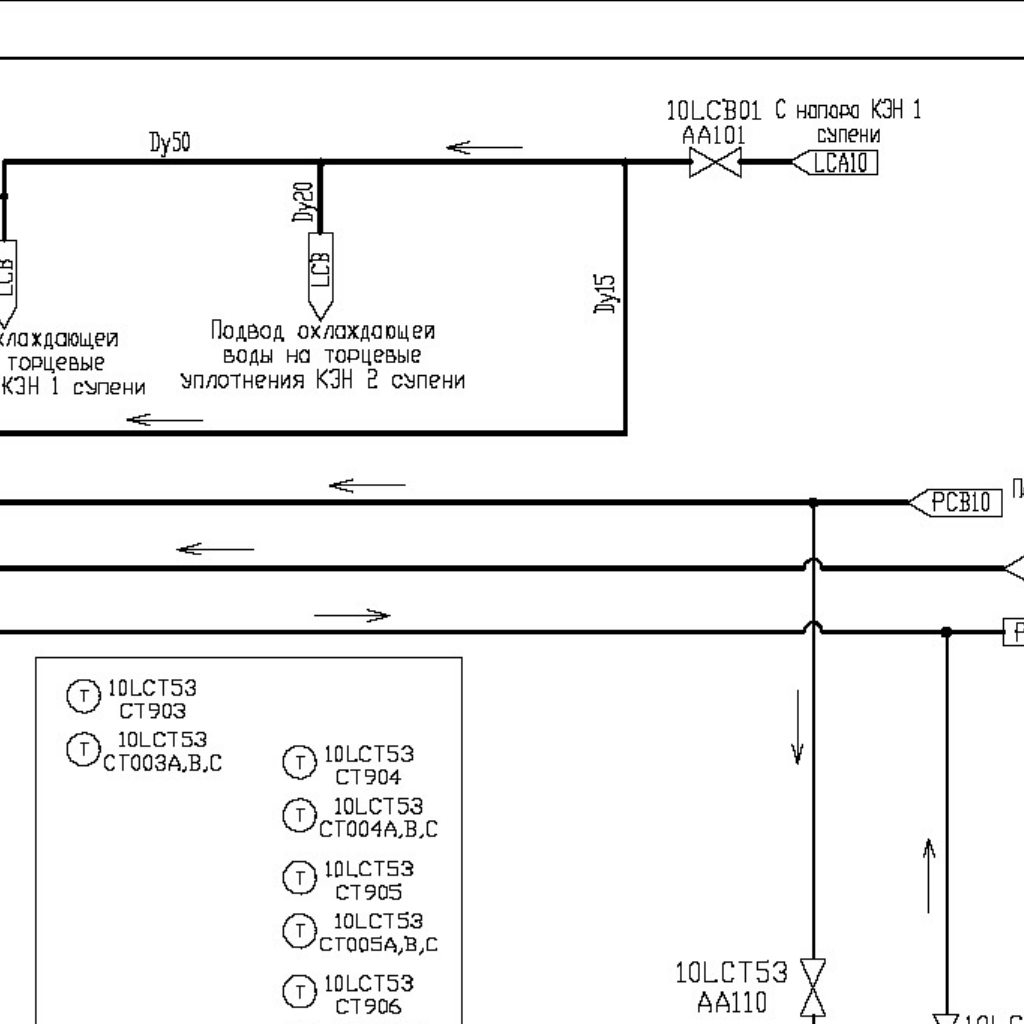 10LCB01
AA101
С напора КЭН 1
супени
LCA10
Dy50
Dy20
LCB
LCB
Dy15
Подвод охлаждающей
воды на торцевые
уплотнения КЭН 2 супени
хлаждающей
торцевые
КЭН 1 супени
PCB10
T
10LCT53
CT903
T
10LCT53
CT003A,B,C
T
10LCT53
CT904
T
10LCT53
CT004A,B,C
T
10LCT53
CT905
T
10LCT53
CT005A,B,C
T
10LCT53
CT906
10LCT53
AA110